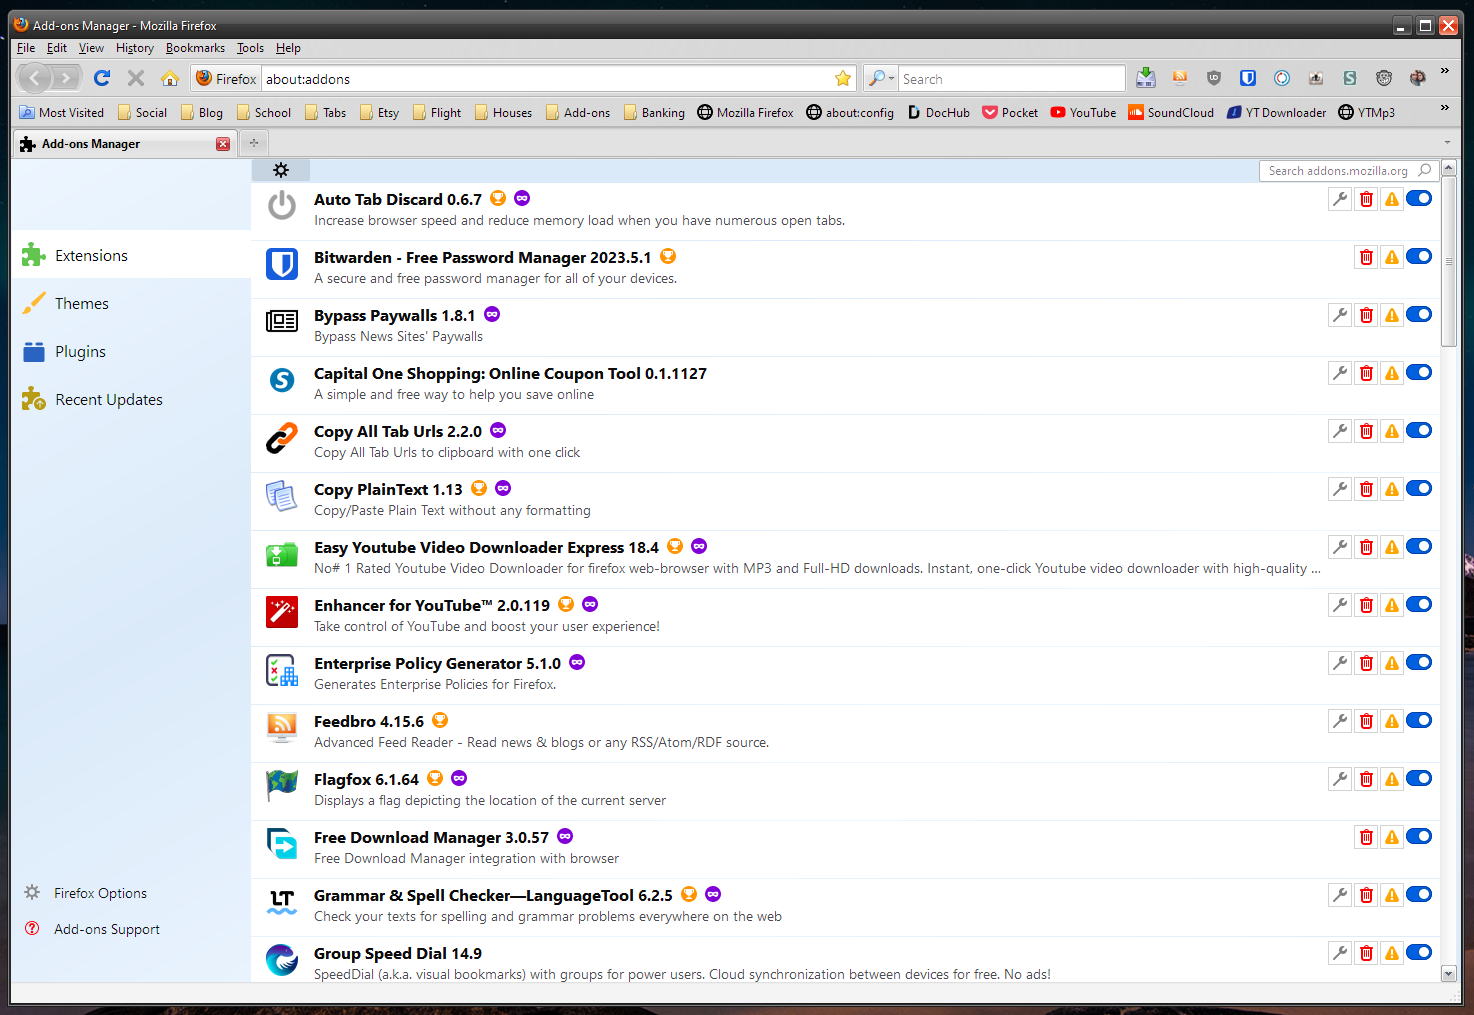 Add-ons Manager - Mozilla Firefox
File Edit View History Bookmarks Tools Help
Firefox about:addons Search
Most Visited Social Blog School Tabs Etsy Flight Houses Add-ons Banking Mozilla Firefox about:config DocHub Pocket YouTube SoundCloud YT Downloader YTMp3
Add-ons Manager
Search addons.mozilla.org
Extensions
Themes
Plugins
Recent Updates
Firefox Options
Add-ons Support
Auto Tab Discard 0.6.7
Increase browser speed and reduce memory load when you have numerous open tabs.
Bitwarden - Free Password Manager 2023.5.1
A secure and free password manager for all of your devices.
Bypass Paywalls 1.8.1
Bypass News Sites' Paywalls
Capital One Shopping: Online Coupon Tool 0.1.1127
A simple and free way to help you save online
Copy All Tab Urls 2.2.0
Copy All Tab Urls to clipboard with one click
Copy PlainText 1.13
Copy/Paste Plain Text without any formatting
Easy Youtube Video Downloader Express 18.4
No# 1 Rated Youtube Video Downloader for firefox web-browser with MP3 and Full-HD downloads. Instant, one-click Youtube video downloader with high-quality ...
Enhancer for YouTube™ 2.0.119
Take control of YouTube and boost your user experience!
Enterprise Policy Generator 5.1.0
Generates Enterprise Policies for Firefox.
Feedbro 4.15.6
Advanced Feed Reader - Read news & blogs or any RSS/Atom/RDF source.
Flagfox 6.1.64
Displays a flag depicting the location of the current server
Free Download Manager 3.0.57
Free Download Manager integration with browser
LT
Grammar & Spell Checker—LanguageTool 6.2.5
Check your texts for spelling and grammar problems everywhere on the web
Group Speed Dial 14.9
SpeedDial (a.k.a. visual bookmarks) with groups for power users. Cloud synchronization between devices for free. No ads!